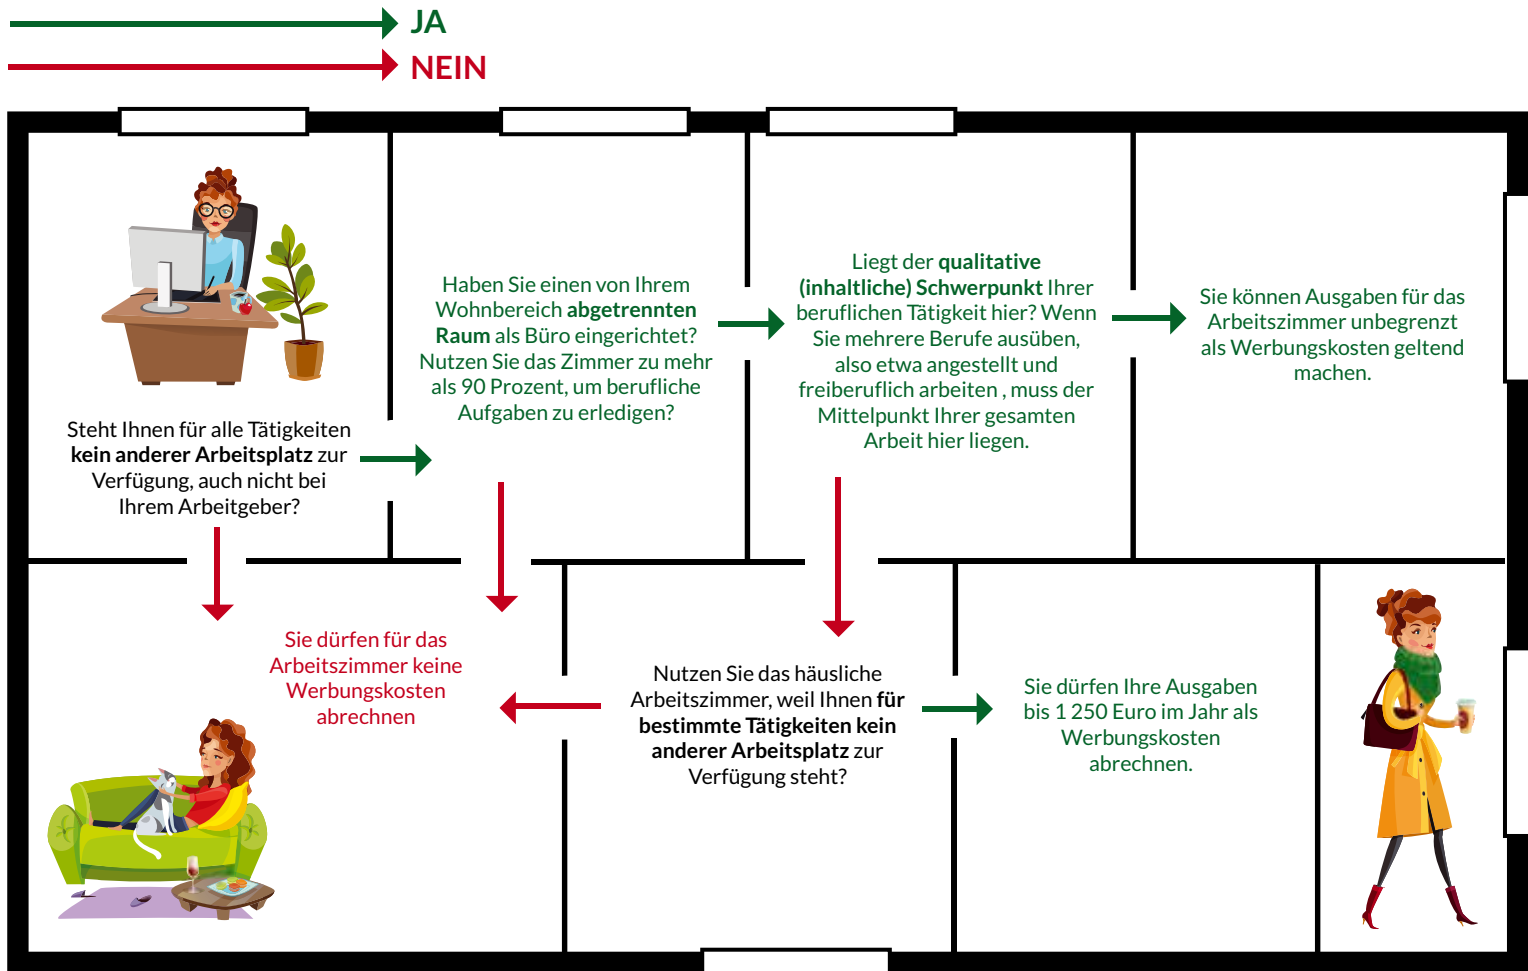 JA
NEIN
Steht Ihnen für alle Tätigkeiten
kein anderer Arbeitsplatz zur
Verfügung, auch nicht bei
Ihrem Arbeitgeber?
Haben Sie einen von Ihrem
Wohnbereich abgetrennten
Raum als Büro eingerichtet?
Nutzen Sie das Zimmer zu mehr
als 90 Prozent, um berufliche
Aufgaben zu erledigen?
Liegt der qualitative
(inhaltliche) Schwerpunkt Ihrer
beruflichen Tätigkeit hier? Wenn
Sie mehrere Berufe ausüben,
also etwa angestellt und
freiberuflich arbeiten , muss der
Mittelpunkt Ihrer gesamten
Arbeit hier liegen.
Sie können Ausgaben für das
Arbeitszimmer unbegrenzt
als Werbungskosten geltend
machen.
Sie dürfen für das
Arbeitszimmer keine
Werbungskosten
abrechnen
Nutzen Sie das häusliche
Arbeitszimmer, weil Ihnen für
bestimmte Tätigkeiten kein
anderer Arbeitsplatz zur
Verfügung steht?
Sie dürfen Ihre Ausgaben
bis 1 250 Euro im Jahr als
Werbungskosten
abrechnen.